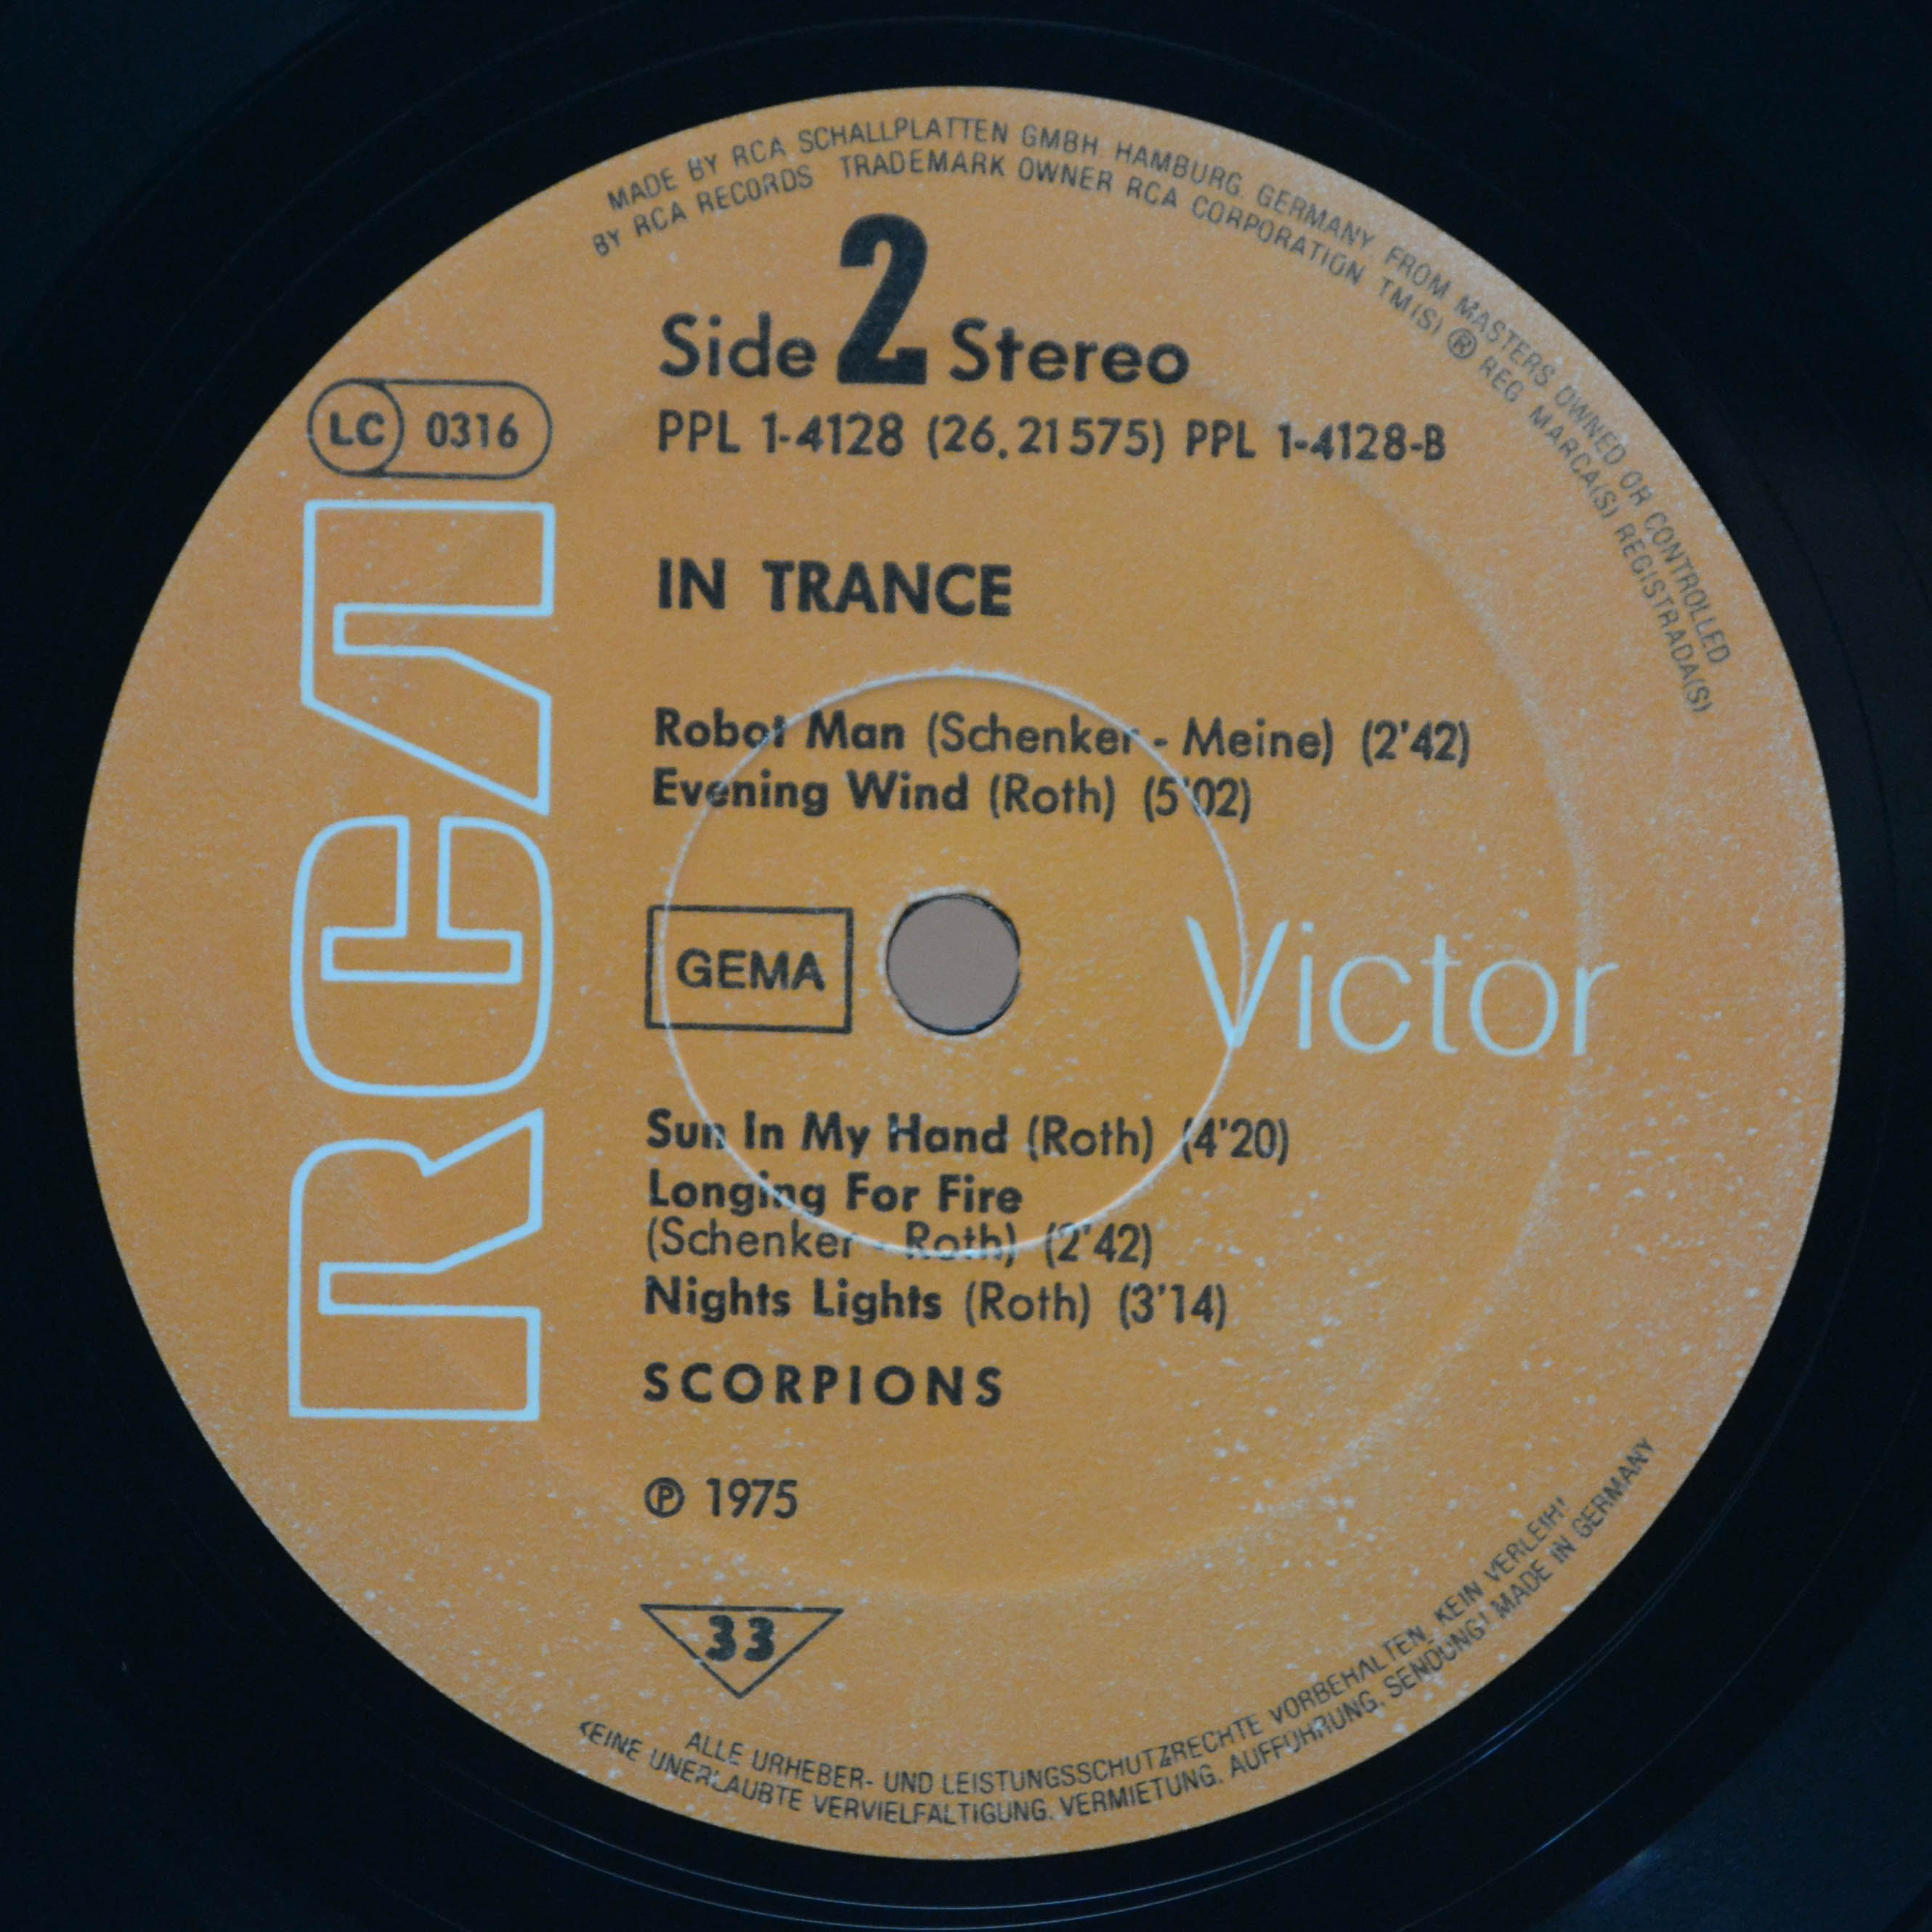 MADE BY RCA SCHALLPLATTEN GMBH. HAMBURG. GERMANY. FROM MASTERS OWNED OR CONTROLLED
BY RCA RECORDS TRADEMARK OWNER RCA CORPORATION TM(S) ® REG MARCA(S) REGISTRADA(S)
Side 2 Stereo
LC 0316
PPL 1-4128 (26.21575) PPL 1-4128-B
RCA
IN TRANCE
Robot Man (Schenker - Meine) (2'42)
Evening Wind (Roth) (5'02)
GEMA
Victor
Sun In My Hand (Roth) (4'20)
Longing For Fire
(Schenker - Roth) (2'42)
Nights Lights (Roth) (3'14)
SCORPIONS
℗ 1975
33
ALLE URHEBER- UND LEISTUNGSSCHUTZRECHTE VORBEHALTEN. KEIN VERLEIH!
KEINE UNERLAUBTE VERVIELFALTIGUNG. VERMIETUNG. AUFFÜHRUNG. SENDUNG! MADE IN GERMANY